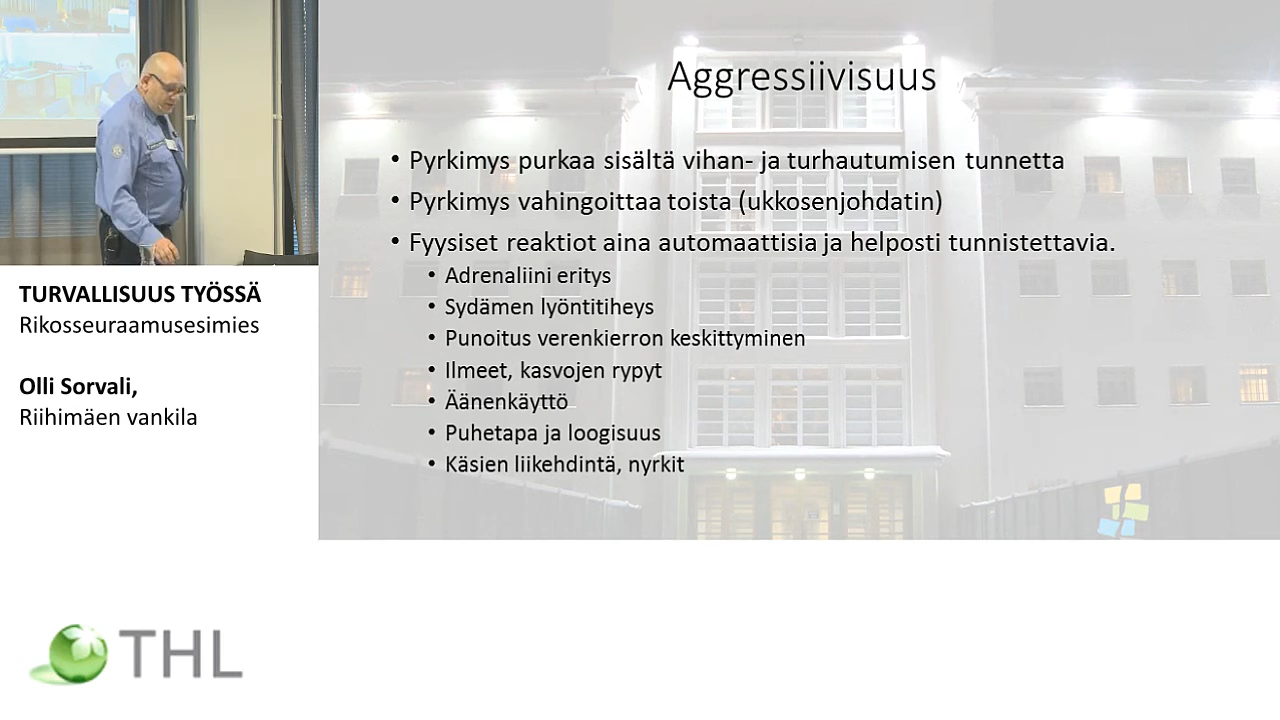 Aggressiivisuus
• Pyrkimys purkaa sisältä vihan- ja turhautumisen tunnetta
• Pyrkimys vahingoittaa toista (ukkosenjohdatin)
• Fyysiset reaktiot aina automaattisia ja helposti tunnistettavia.
• Adrenaliini eritys
• Sydämen lyöntitiheys
• Punoitus verenkierron keskittyminen
• Ilmeet, kasvojen rypyt
• Äänenkäyttö
• Puhetapa ja loogisuus
• Käsien liikehdintä, nyrkit
TURVALLISUUS TYÖSSÄ
Rikosseuraamusesimies
Olli Sorvali,
Riihimäen vankila
THL